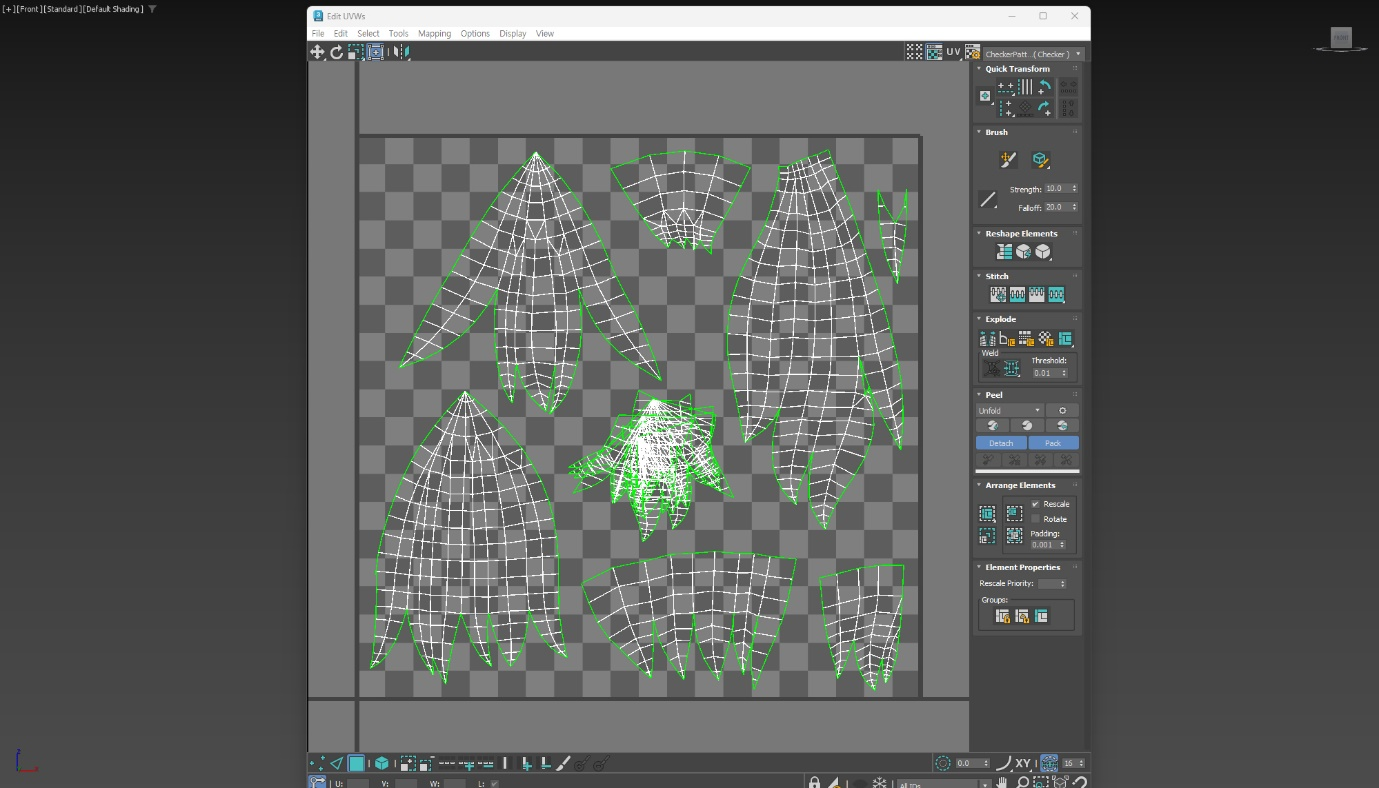 [+][Front][Standard][Default Shading]
Edit UVWs
File Edit Select Tools Mapping Options Display View
UV CheckerPatt...( Checker )
Quick Transform
Brush
Strength: 10.0
Falloff: 20.0
Reshape Elements
Stitch
Explode
Weld
Threshold:
0.01
Peel
Unfold
Detach Pack
Arrange Elements
Rescale
Rotate
Padding:
0.001
Element Properties
Rescale Priority:
Groups:
0.0 XY 16
U: V: W: L: All IDs